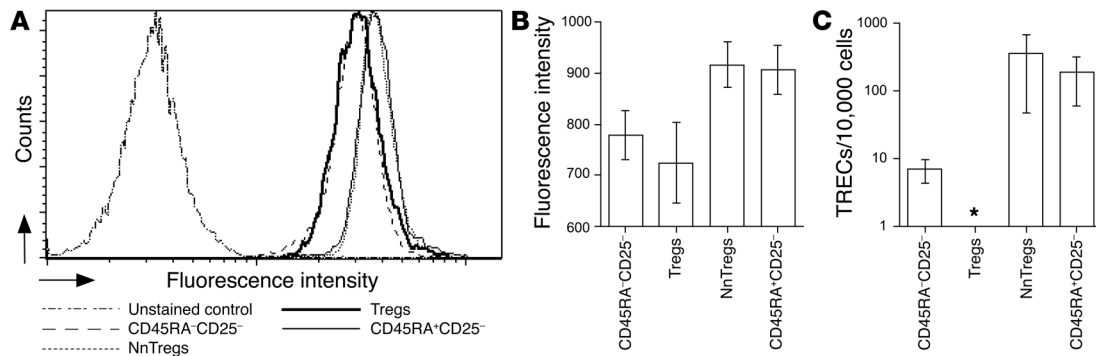 A
Counts
Fluorescence intensity
Unstained control
CD45RA⁻CD25⁻
NnTregs
Tregs
CD45RA⁺CD25⁻
B
Fluorescence intensity
1000
900
800
700
600
CD45RA⁻CD25⁻
Tregs
NnTregs
CD45RA⁺CD25⁻
C
TRECs/10,000 cells
1000
100
10
1
*
CD45RA⁻CD25⁻
Tregs
NnTregs
CD45RA⁺CD25⁻